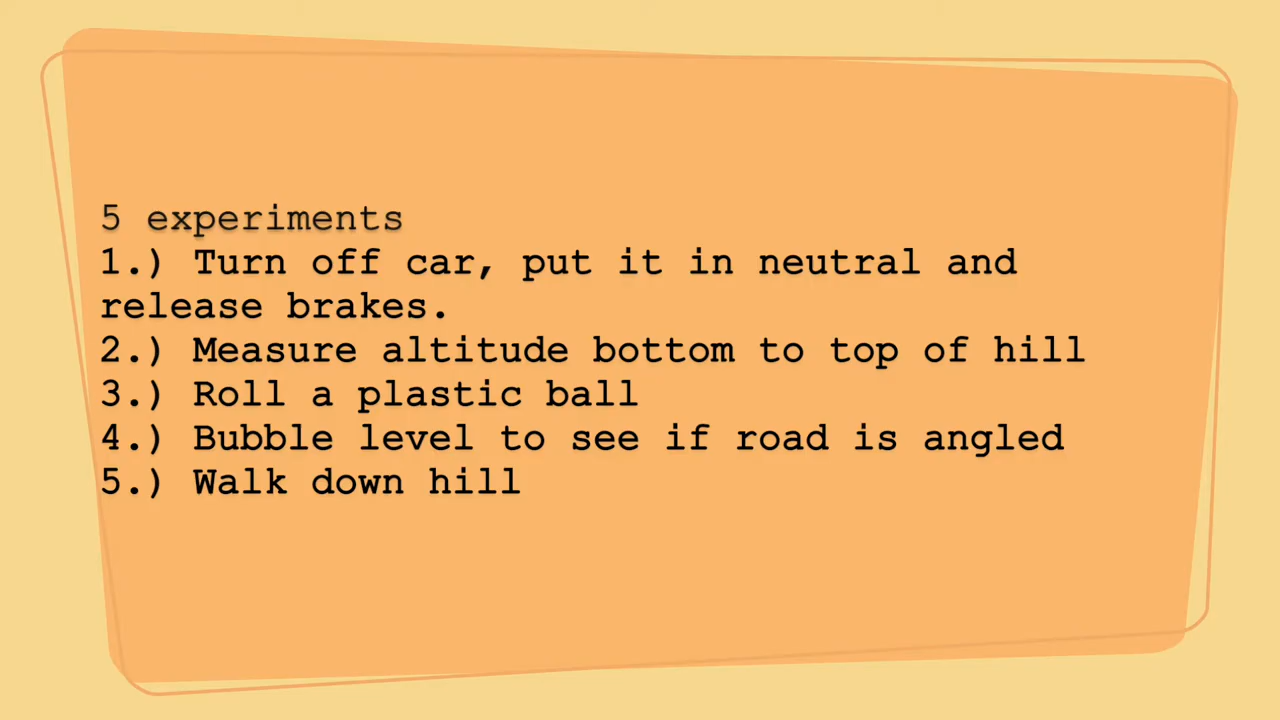 5 experiments
1.) Turn off car, put it in neutral and
release brakes.
2.) Measure altitude bottom to top of hill
3.) Roll a plastic ball
4.) Bubble level to see if road is angled
5.) Walk down hill